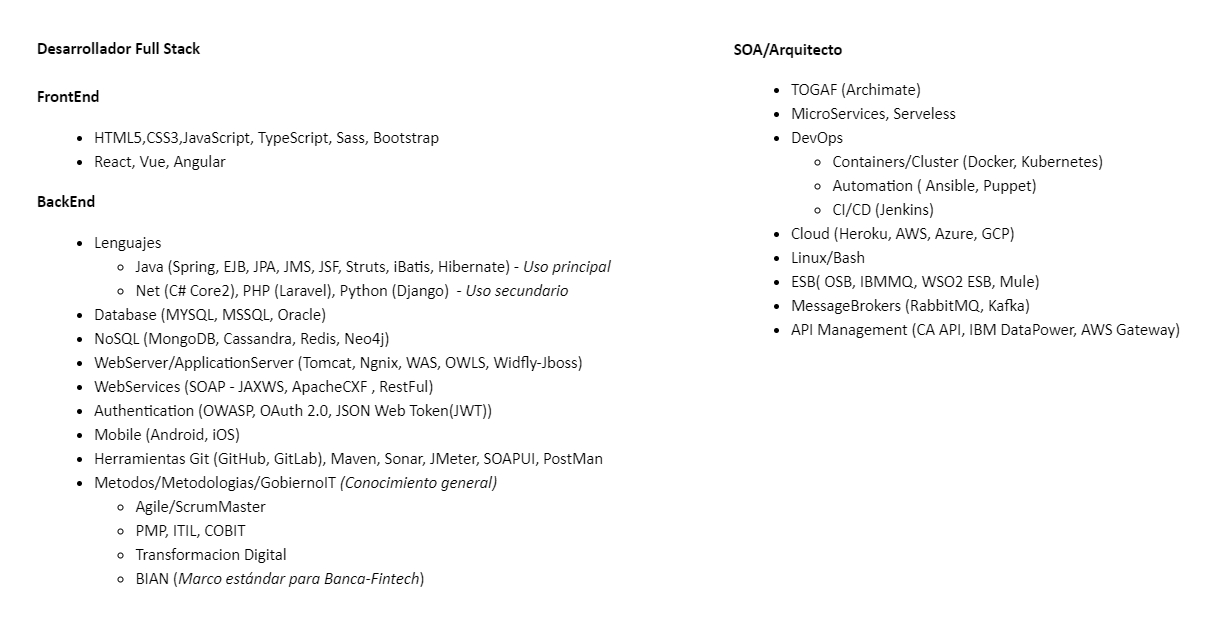 Desarrollador Full Stack
FrontEnd
• HTML5,CSS3,JavaScript, TypeScript, Sass, Bootstrap
• React, Vue, Angular
BackEnd
• Lenguajes
◦ Java (Spring, EJB, JPA, JMS, JSF, Struts, iBatis, Hibernate) - Uso principal
◦ Net (C# Core2), PHP (Laravel), Python (Django)  - Uso secundario
• Database (MYSQL, MSSQL, Oracle)
• NoSQL (MongoDB, Cassandra, Redis, Neo4j)
• WebServer/ApplicationServer (Tomcat, Ngnix, WAS, OWLS, Widfly-Jboss)
• WebServices (SOAP - JAXWS, ApacheCXF , RestFul)
• Authentication (OWASP, OAuth 2.0, JSON Web Token(JWT))
• Mobile (Android, iOS)
• Herramientas Git (GitHub, GitLab), Maven, Sonar, JMeter, SOAPUI, PostMan
• Metodos/Metodologias/GobiernoIT (Conocimiento general)
◦ Agile/ScrumMaster
◦ PMP, ITIL, COBIT
◦ Transformacion Digital
◦ BIAN (Marco estándar para Banca-Fintech)
SOA/Arquitecto
• TOGAF (Archimate)
• MicroServices, Serveless
• DevOps
◦ Containers/Cluster (Docker, Kubernetes)
◦ Automation ( Ansible, Puppet)
◦ CI/CD (Jenkins)
• Cloud (Heroku, AWS, Azure, GCP)
• Linux/Bash
• ESB( OSB, IBMMQ, WSO2 ESB, Mule)
• MessageBrokers (RabbitMQ, Kafka)
• API Management (CA API, IBM DataPower, AWS Gateway)